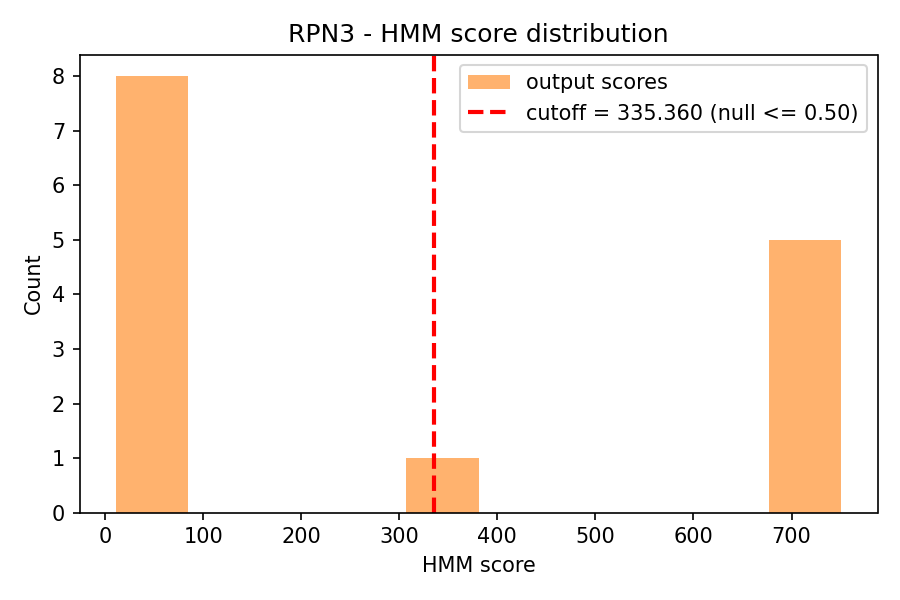 RPN3 - HMM score distribution
output scores
cutoff = 335.360 (null <= 0.50)
Count
8
7
6
5
4
3
2
1
0
0 100 200 300 400 500 600 700
HMM score